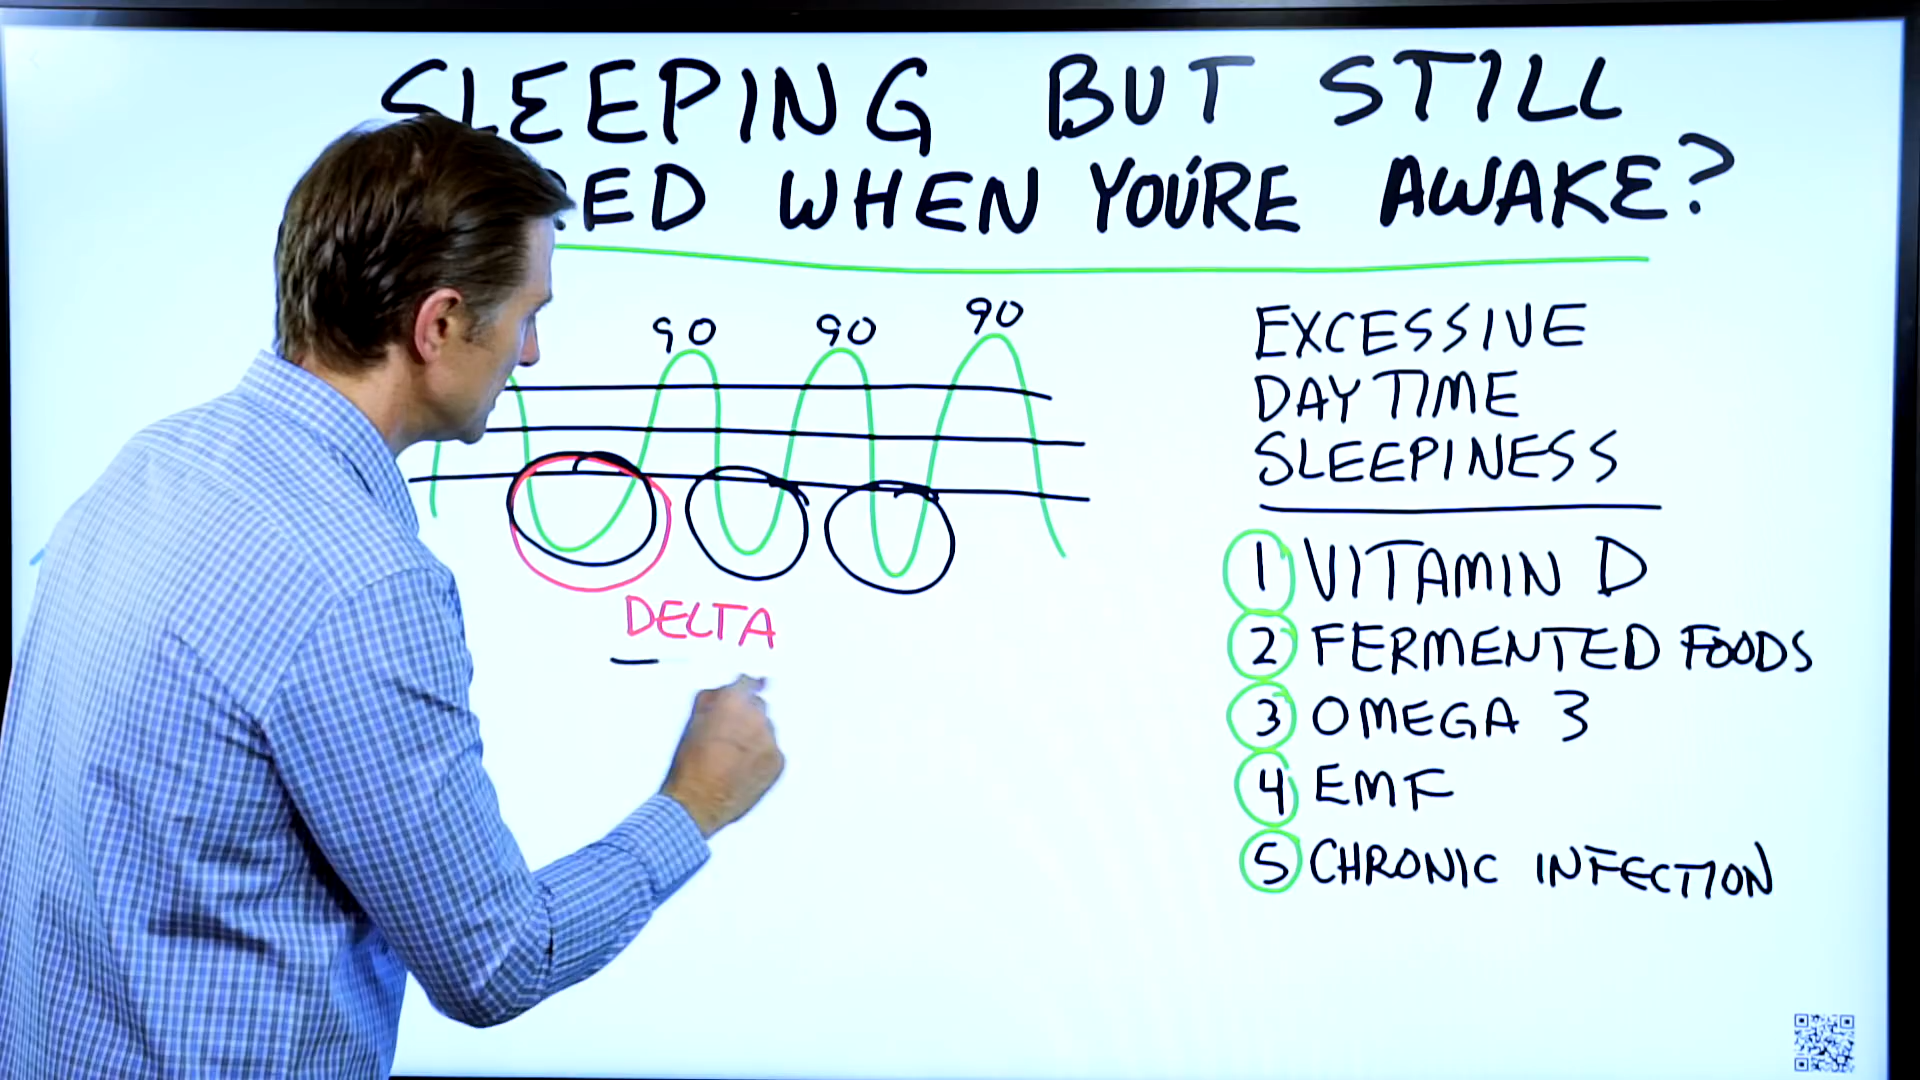 SLEEPING BUT STILL
RED WHEN YOU'RE AWAKE?
90 90 90
DELTA
EXCESSIVE
DAYTIME
SLEEPINESS
1 VITAMIN D
2 FERMENTED FOODS
3 OMEGA 3
4 EMF
5 CHRONIC INFECTION